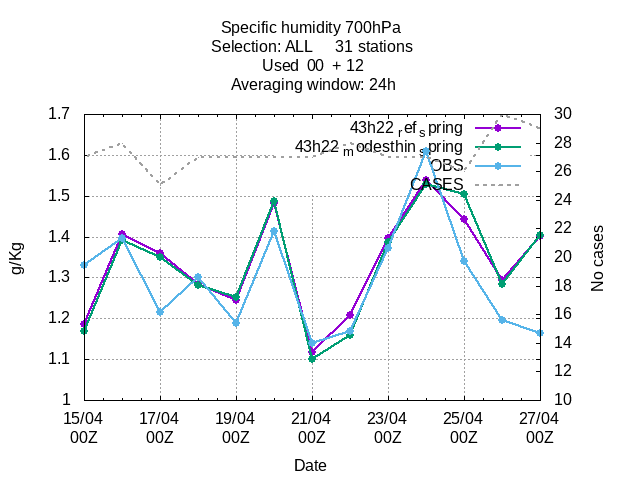 Specific humidity 700hPa
Selection: ALL 31 stations
Used 00 + 12
Averaging window: 24h
43h22 ref spring
43h22 modesthin spring
OBS
CASES
g/Kg
1.7
1.6
1.5
1.4
1.3
1.2
1.1
1
30
28
26
24
22
20
18
16
14
12
10
No cases
15/04 17/04 19/04 21/04 23/04 25/04 27/04
00Z 00Z 00Z 00Z 00Z 00Z 00Z
Date